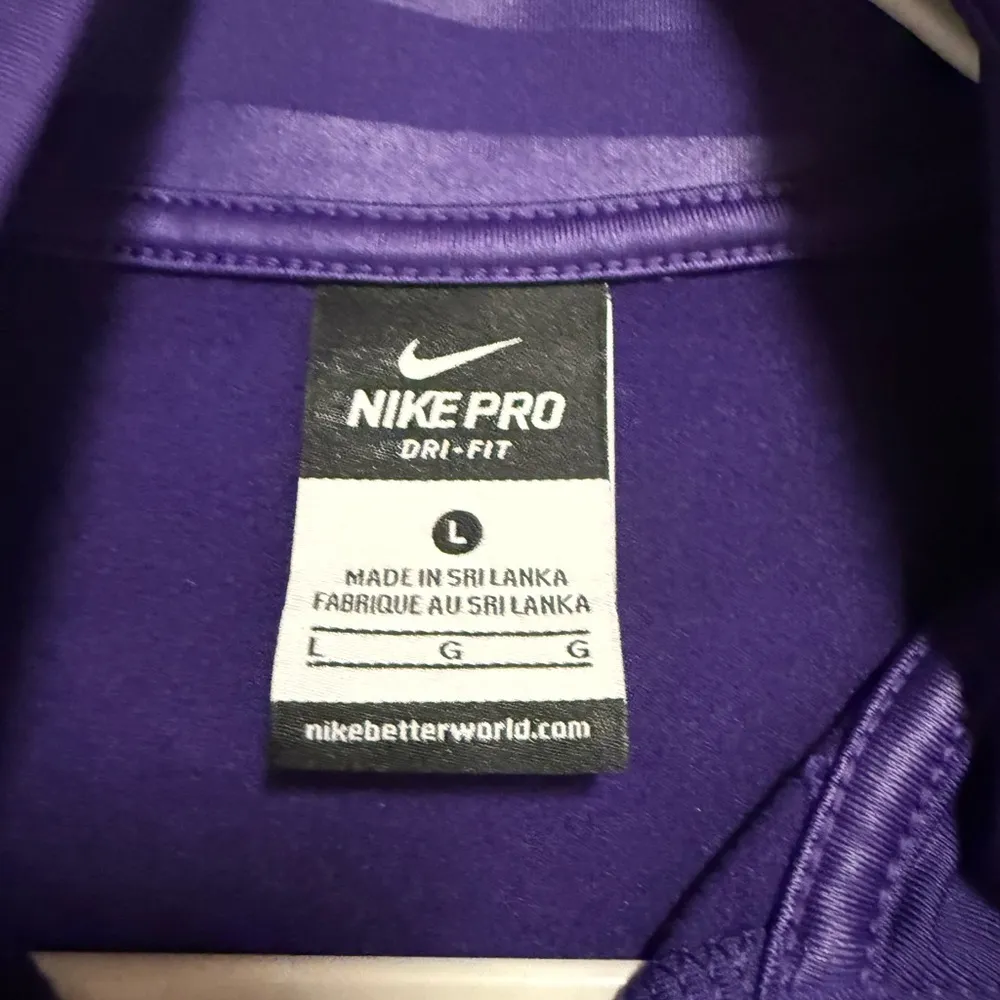 NIKE PRO
DRI-FIT
L
MADE IN SRI LANKA
FABRIQUE AU SRI LANKA
L G G
nikebetterworld.com